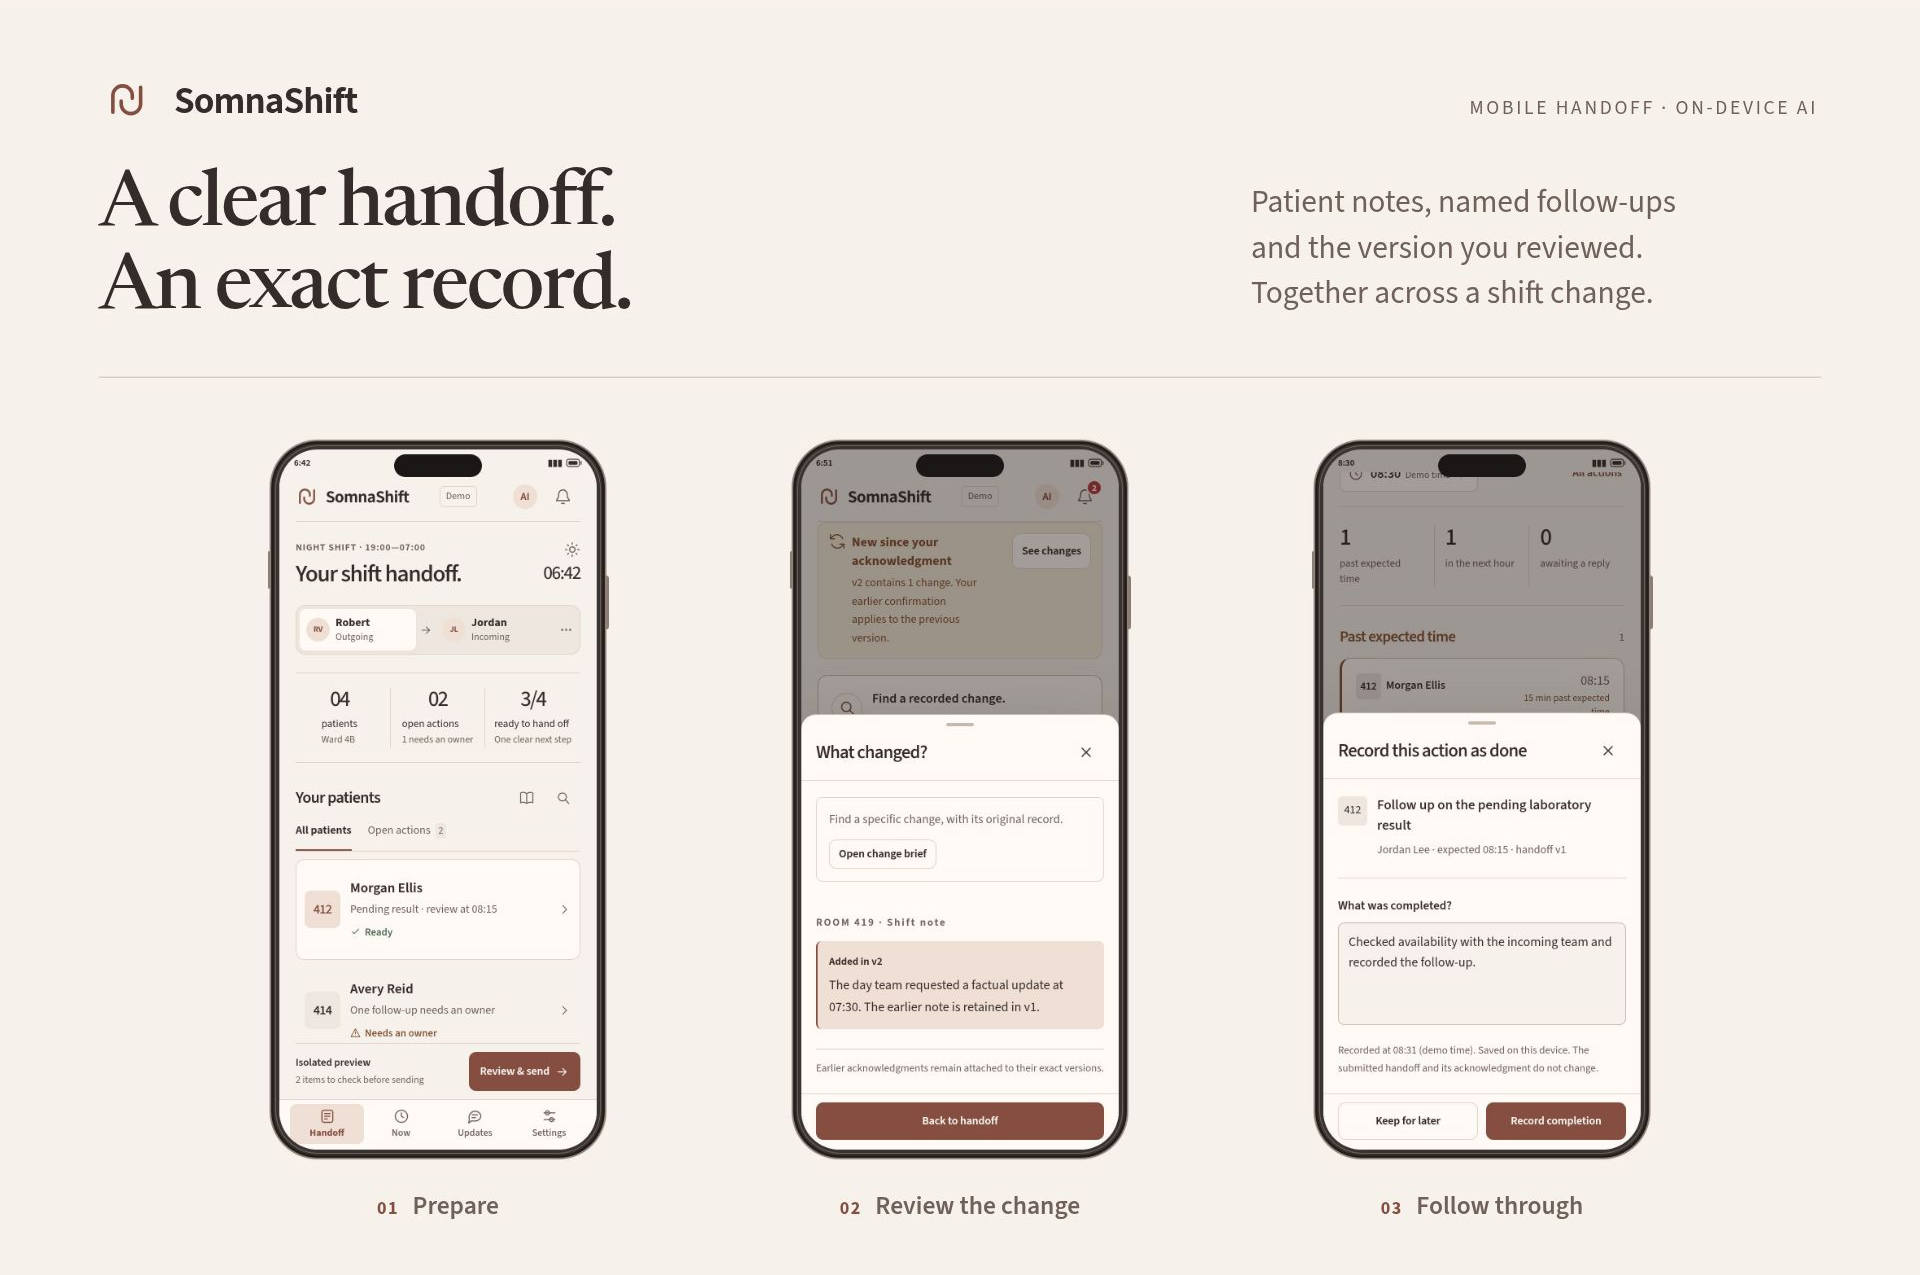 SomnaShift
MOBILE HANDOFF · ON-DEVICE AI
A clear handoff.
An exact record.
Patient notes, named follow-ups
and the version you reviewed.
Together across a shift change.
6:42
SomnaShift
Demo
AI
NIGHT SHIFT · 19:00—07:00
Your shift handoff.
06:42
RV
Robert
Outgoing
JL
Jordan
Incoming
04
patients
Ward 4B
02
open actions
1 needs an owner
3/4
ready to hand off
One clear next step
Your patients
All patients
Open actions 2
412
Morgan Ellis
Pending result · review at 08:15
Ready
414
Avery Reid
One follow-up needs an owner
Needs an owner
Isolated preview
2 items to check before sending
Review & send
Handoff
Now
Updates
Settings
01 Prepare
6:51
SomnaShift
Demo
AI
2
New since your
acknowledgment
v2 contains 1 change. Your
earlier confirmation
applies to the previous
version.
See changes
Find a recorded change.
What changed?
Find a specific change, with its original record.
Open change brief
ROOM 419 · Shift note
Added in v2
The day team requested a factual update at
07:30. The earlier note is retained in v1.
Earlier acknowledgments remain attached to their exact versions.
Back to handoff
02 Review the change
8:30
08:30 Demo time
All actions
1
past expected
time
1
in the next hour
0
awaiting a reply
Past expected time
1
412
Morgan Ellis
08:15
15 min past expected
time
Record this action as done
412
Follow up on the pending laboratory
result
Jordan Lee · expected 08:15 · handoff v1
What was completed?
Checked availability with the incoming team and
recorded the follow-up.
Recorded at 08:31 (demo time). Saved on this device. The
submitted handoff and its acknowledgment do not change.
Keep for later
Record completion
03 Follow through